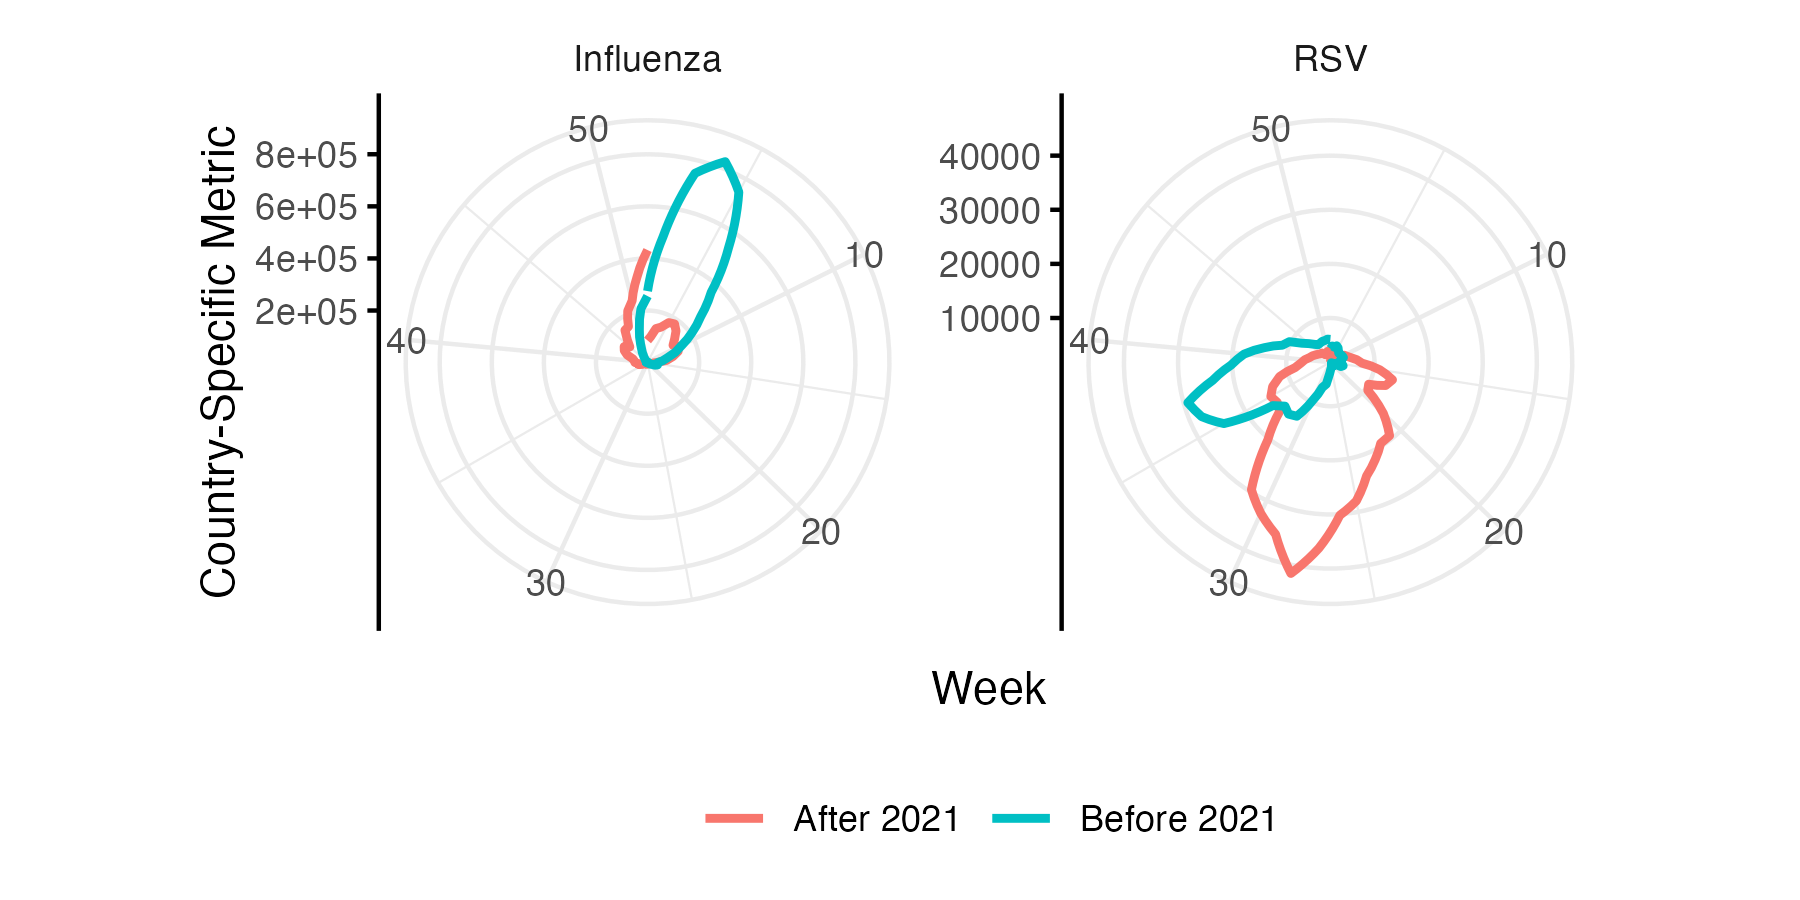 Influenza
RSV
Country-Specific Metric
8e+05
6e+05
4e+05
2e+05
50
10
20
30
40
40000
30000
20000
10000
50
10
20
30
40
Week
After 2021
Before 2021